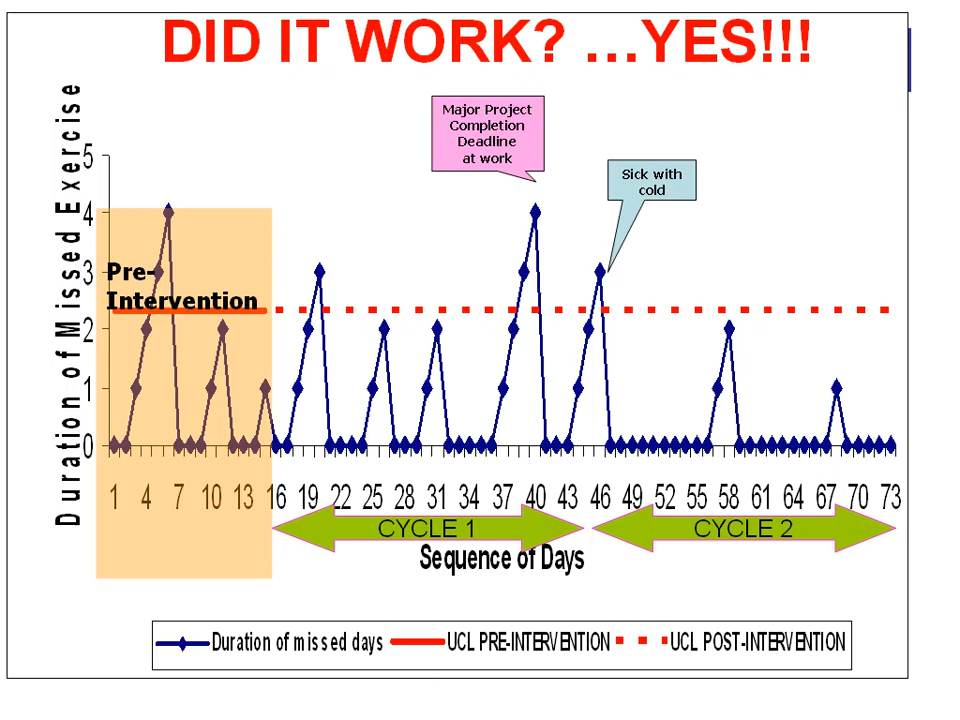 DID IT WORK? …YES!!!
Major Project
Completion
Deadline
at work
Sick with
cold
Duration of Missed Exercise
5
4
3
2
1
0
Pre-
Intervention
1 4 7 10 13 16 19 22 25 28 31 34 37 40 43 46 49 52 55 58 61 64 67 70 73
CYCLE 1 CYCLE 2
Sequence of Days
Duration of missed days UCL PRE-INTERVENTION UCL POST-INTERVENTION